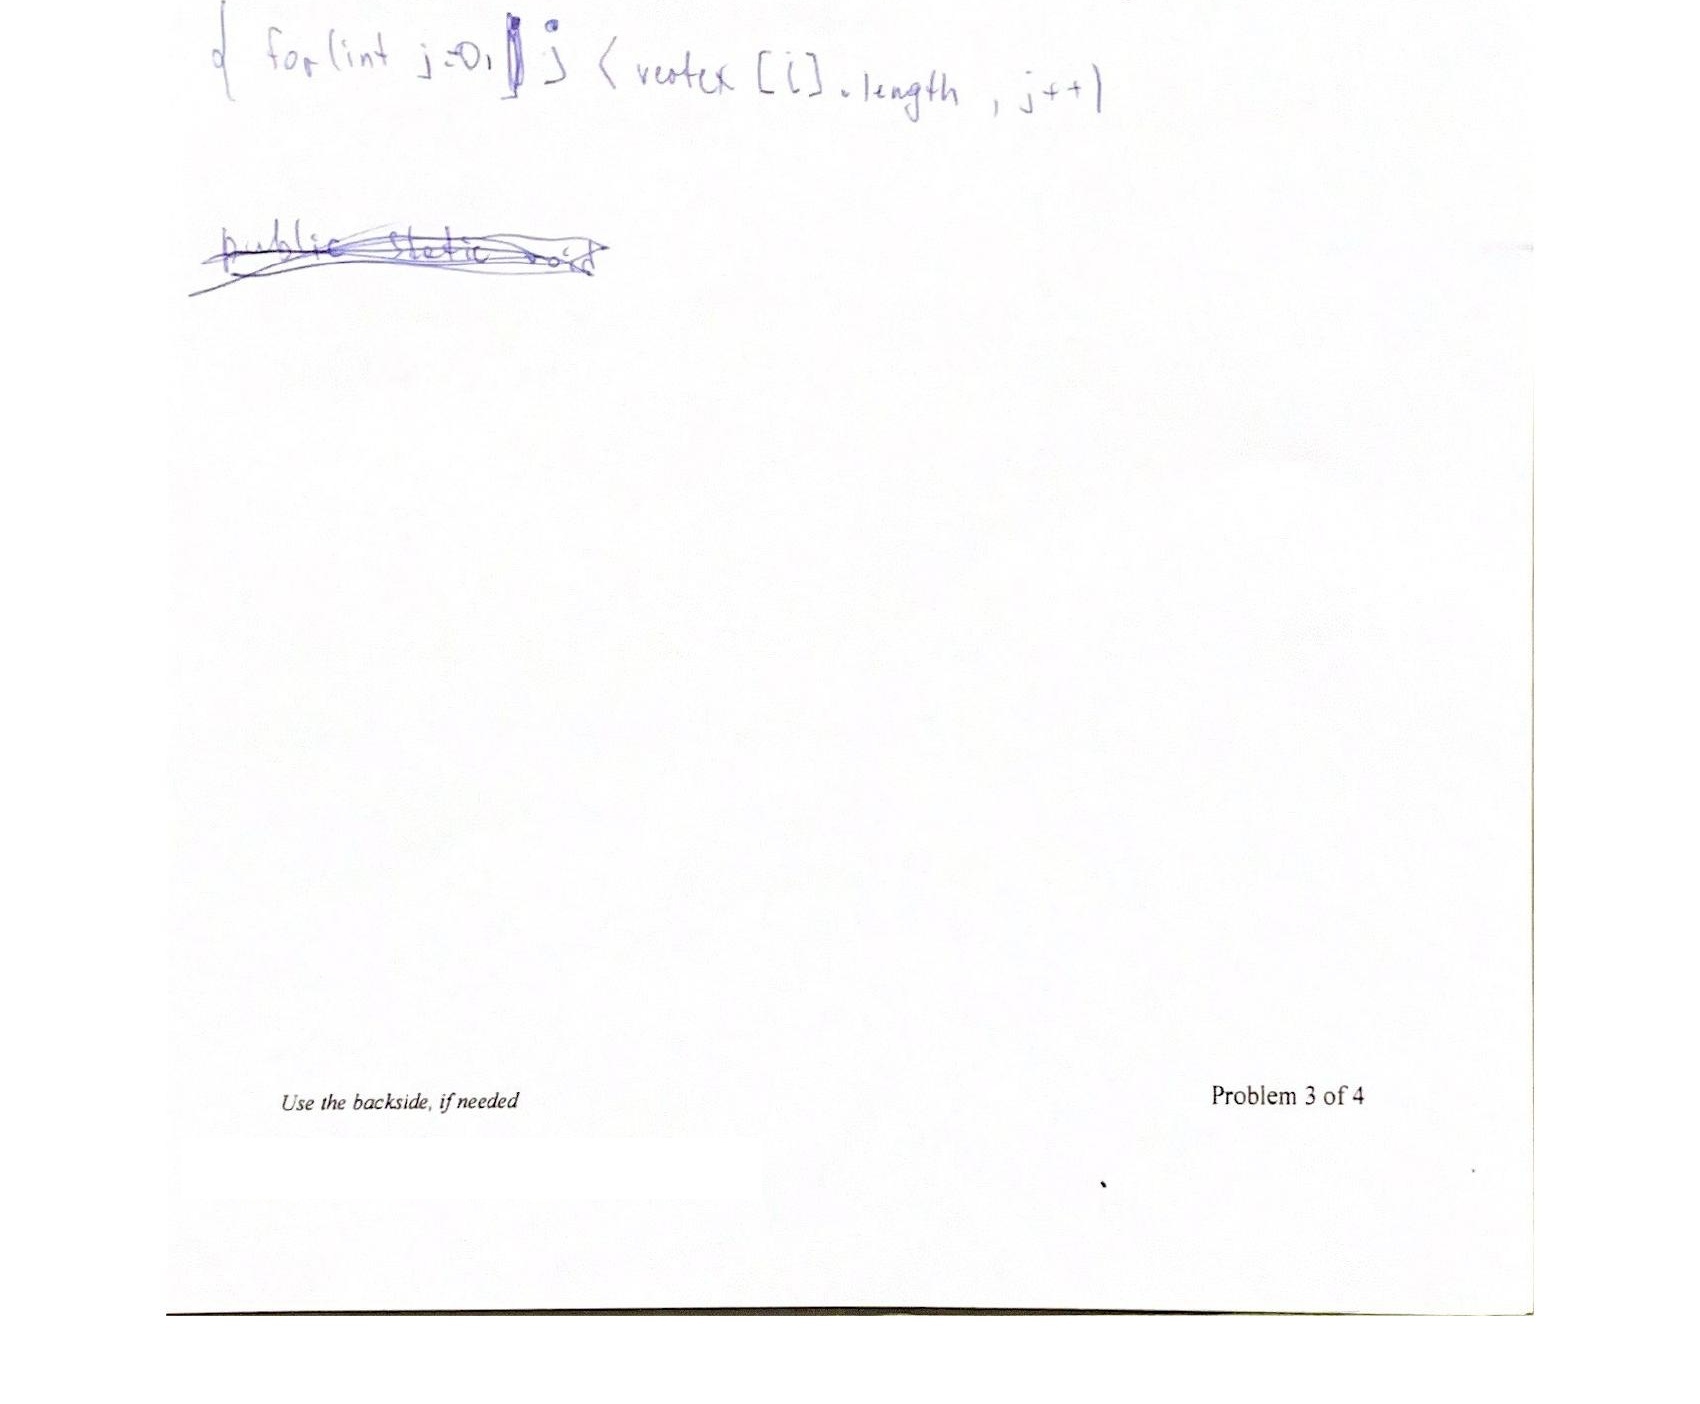 { for(int j=0, j < vertex [i].length , j++)
public static void
Use the backside, if needed
Problem 3 of 4